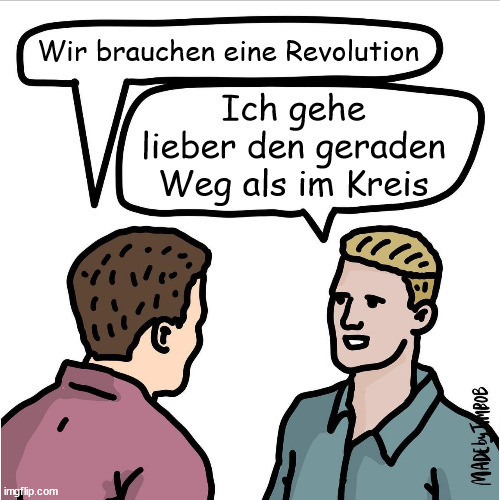 Wir brauchen eine Revolution
Ich gehe
lieber den geraden
Weg als im Kreis
MADE by JIMBOB
imgflip.com